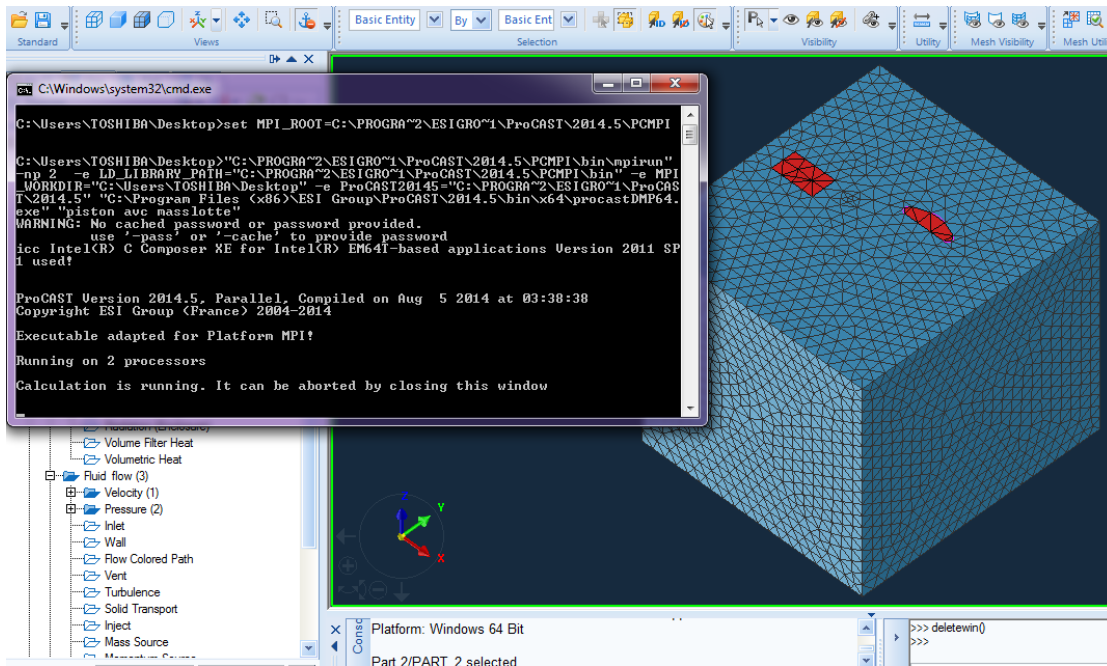 Basic Entity
By
Basic Ent
Standard
Views
Selection
Visibility
Utility
Mesh Visibility
Mesh Util
C:\Windows\system32\cmd.exe
C:\Users\TOSHIBA\Desktop>set MPI_ROOT=C:\PROGRA~2\ESIGRO~1\ProCAST\2014.5\PCMPI
C:\Users\TOSHIBA\Desktop>"C:\PROGRA~2\ESIGRO~1\ProCAST\2014.5\PCMPI\bin\mpirun"
-np 2  -e LD_LIBRARY_PATH="C:\PROGRA~2\ESIGRO~1\ProCAST\2014.5\PCMPI\bin" -e MPI
_WORKDIR="C:\Users\TOSHIBA\Desktop" -e ProCAST20145="C:\PROGRA~2\ESIGRO~1\ProCAS
T\2014.5" "C:\Program Files (x86)\ESI Group\ProCAST\2014.5\bin\x64\procastDMP64.
exe" "piston avc masslotte"
WARNING: No cached password or password provided.
use '-pass' or '-cache' to provide password
icc Intel(R) C Composer XE for Intel(R) EM64T-based applications Version 2011 SP
1 used!
ProCAST Version 2014.5, Parallel, Compiled on Aug  5 2014 at 03:38:38
Copyright ESI Group (France) 2004-2014
Executable adapted for Platform MPI!
Running on 2 processors
Calculation is running. It can be aborted by closing this window
Radiation (Enclosure)
Volume Filter Heat
Volumetric Heat
Fluid flow (3)
Velocity (1)
Pressure (2)
Inlet
Wall
Flow Colored Path
Vent
Turbulence
Solid Transport
Inject
Mass Source
Momentum Source
Z
Y
X
Conso
Platform: Windows 64 Bit
Part 2/PART_2 selected
>>> deletewin()
>>>